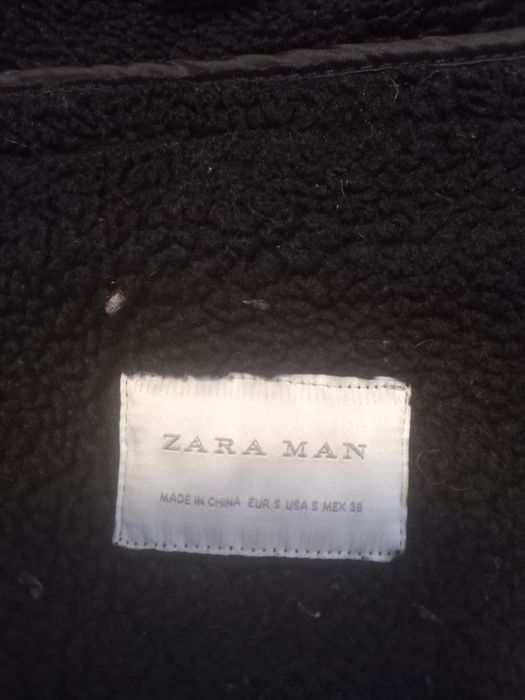 ZARA MAN
MADE IN CHINA EUR S USA S MEX 38